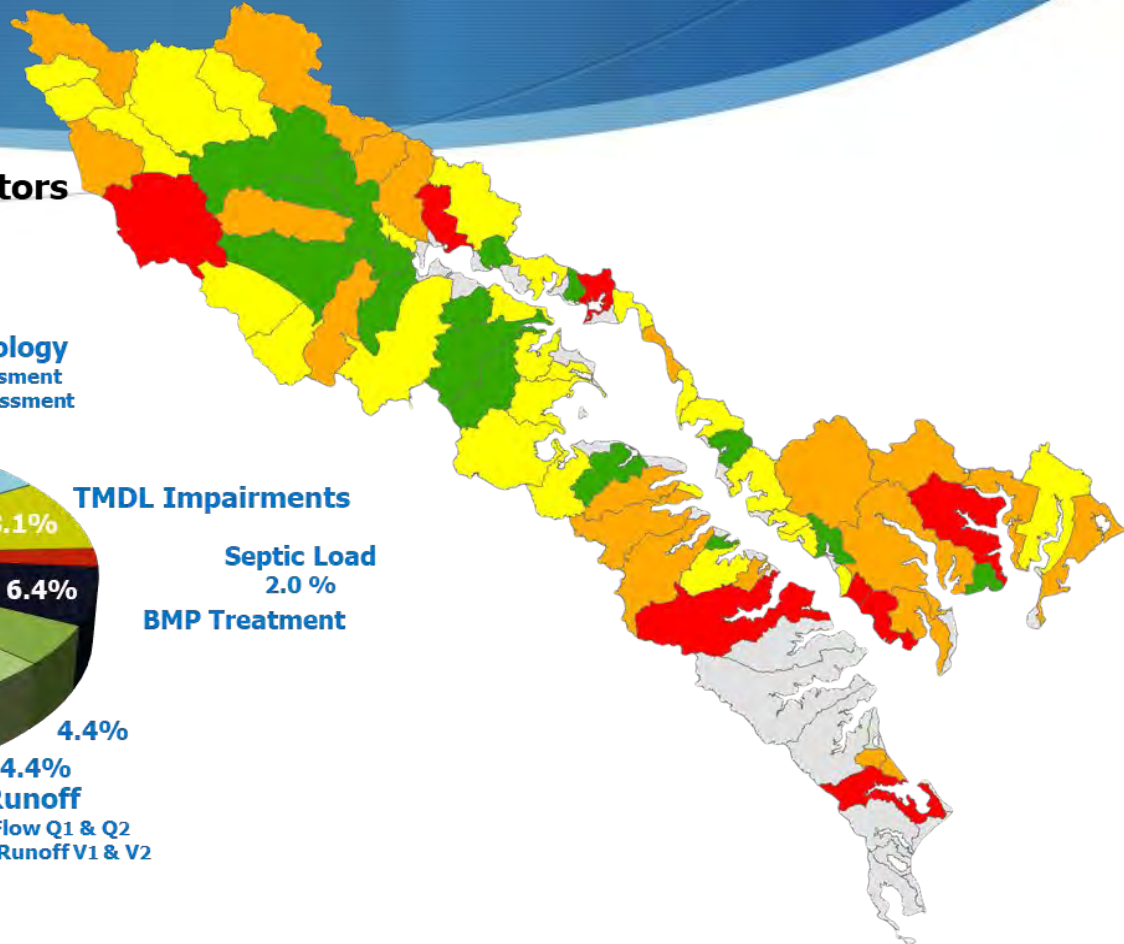 tors
ology
sment
ssment
TMDL Impairments
.1%
Septic Load
6.4%
2.0 %
BMP Treatment
4.4%
4.4%
Runoff
Flow Q1 & Q2
Runoff V1 & V2